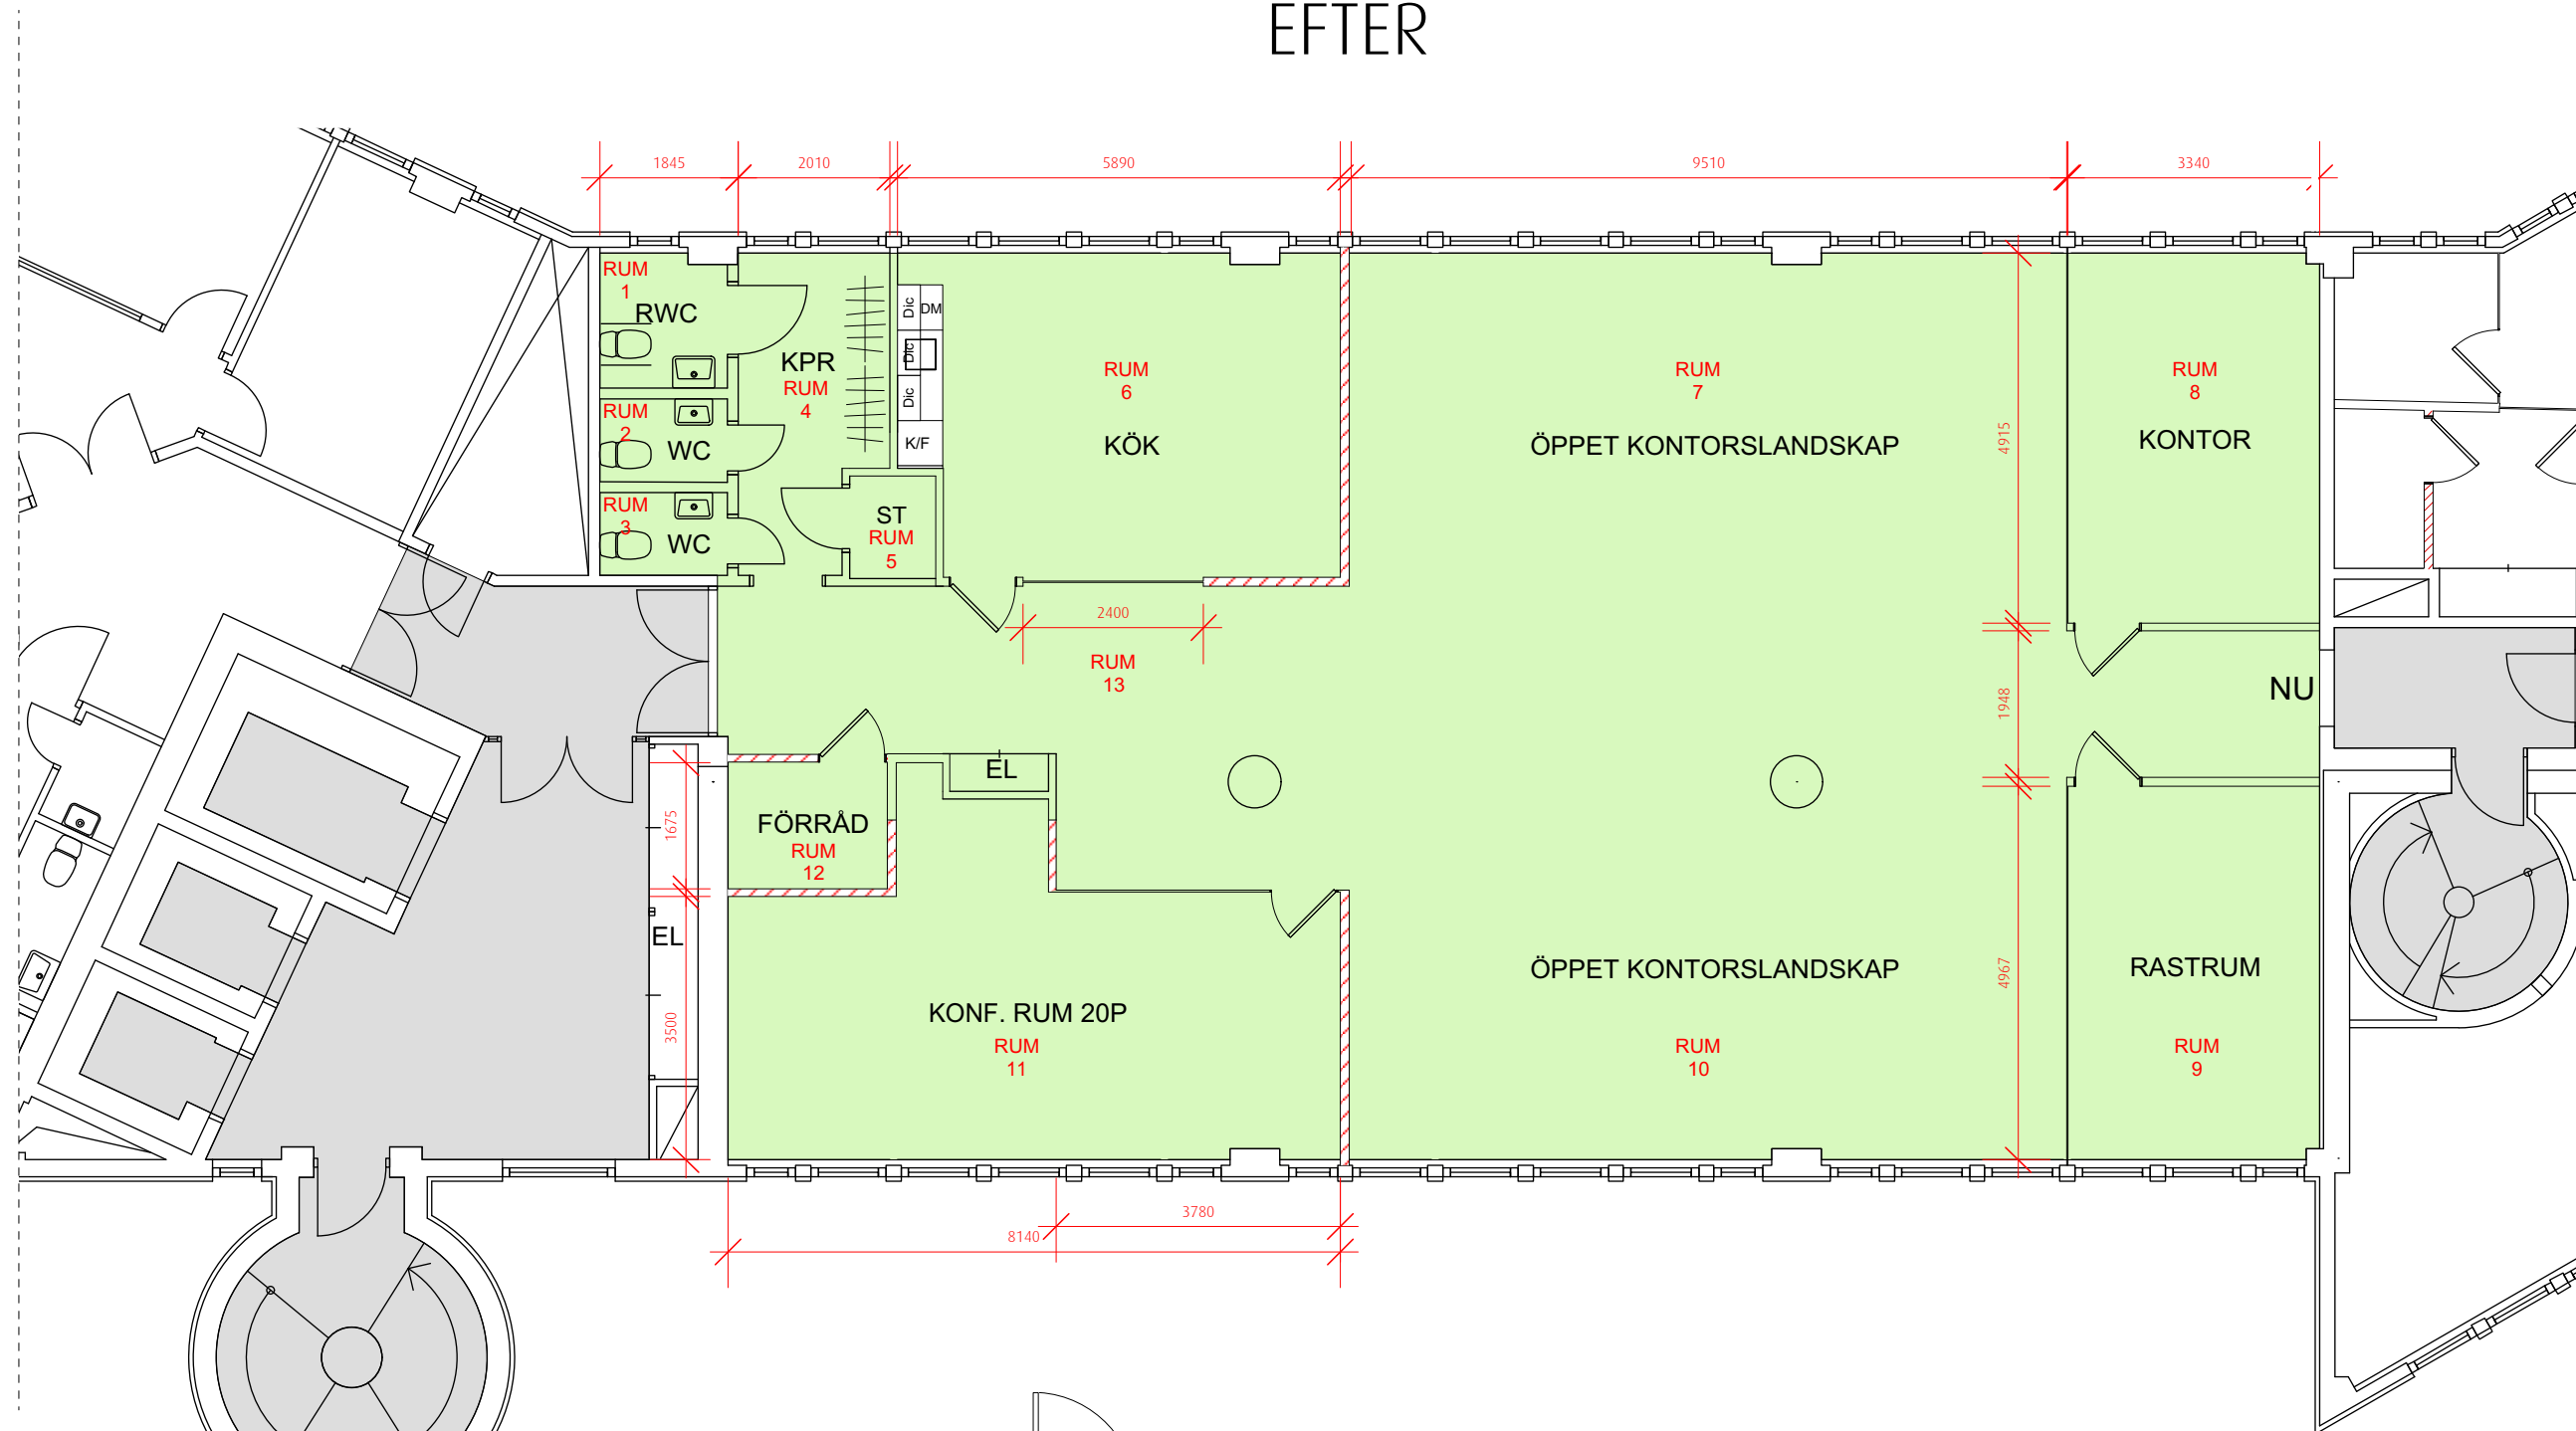 EFTER
1845
2010
5890
9510
3340
RUM
1
RWC
RUM
2
WC
RUM
3
WC
KPR
RUM
4
ST
RUM
5
Dic
DM
Dic
Dic
K/F
RUM
6
KÖK
RUM
7
ÖPPET KONTORSLANDSKAP
4915
RUM
8
KONTOR
2400
RUM
13
1948
NU
EL
FÖRRÅD
RUM
12
1675
EL
3500
KONF. RUM 20P
RUM
11
ÖPPET KONTORSLANDSKAP
RUM
10
4967
RASTRUM
RUM
9
3780
8140